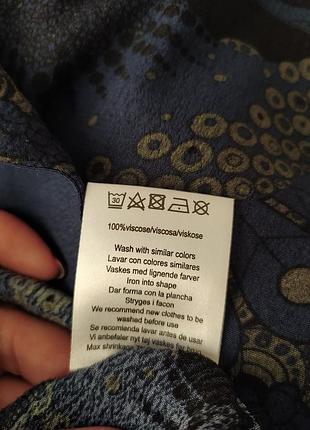 30
100%viscose/viscosa/viskose
Wash with similar colors
Lavar con colores similares
Vaskes med lignende farver
Iron into shape
Dar forma con la plancha
Stryges i facon
We recommend new clothes to be
washed before use
Se recomienda lavar antes de usar
Vi anbefaler nyt tøj vaskes før brug
Max shrinkage